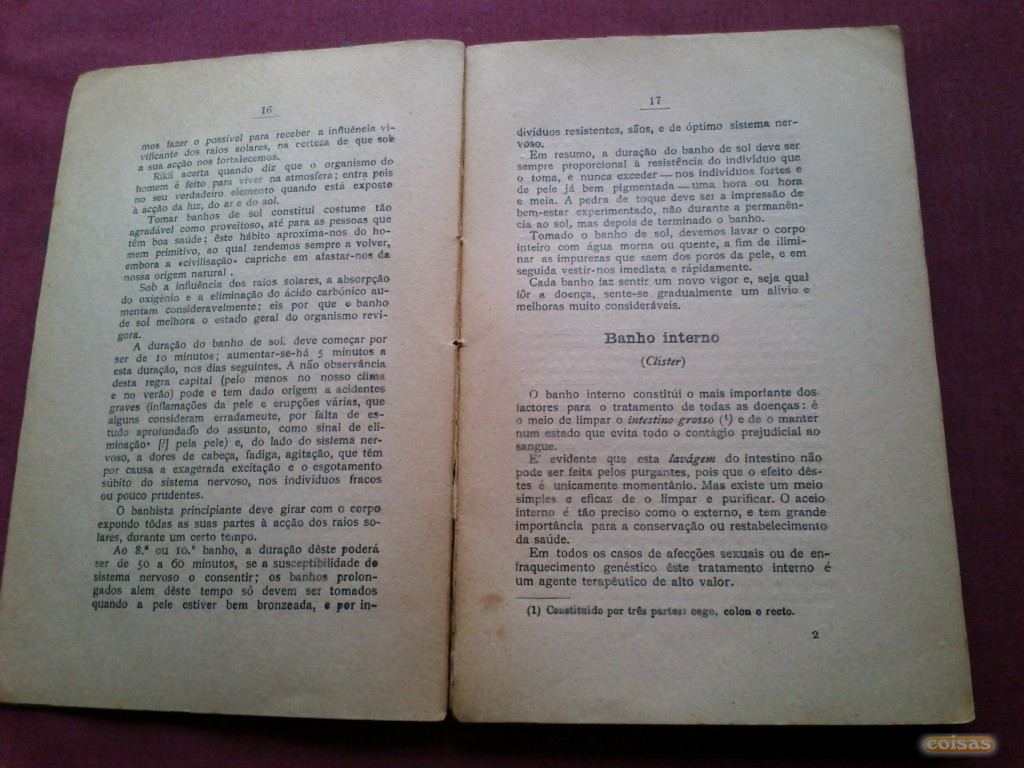 16
mos fazer o possível para receber a influência vi-
vificante dos raios solares, na certeza de que sob
a sua acção nos fortalecemos.
Rikli acerta quando diz que o organismo do
homem é feito para viver na atmosfera; entra pois
no seu verdadeiro elemento quando está exposte
à acção da luz, do ar e do sol.
Tomar banhos de sol constitui costume tão
agradável como proveitoso, até para as pessoas que
têm boa saúde; êste hábito aproxima-nos do ho-
mem primitivo, ao qual tendemos sempre a volver,
embora a «civilisação» capriche em afastar-nos da
nossa origem natural.
Sob a influência dos raios solares, a absorpção
do oxigénio e a eliminação do ácido carbónico au-
mentam consideravelmente; eis por que o banho
de sol melhora o estado geral do organismo revi-
gora.
A duração do banho de sol. deve começar por
ser de 10 minutos; aumentar-se-há 5 minutos a
esta duração, nos dias seguintes. A não observância
desta regra capital (pelo menos no nosso clima
e no verão) pode e tem dado origem a acidentes
graves (inflamações da pele e erupções várias, que
alguns consideram erradamente, por falta de es-
tudo aprofundado do assunto, como sinal de eli-
minação» [?] pela pele) e, do lado do sistema ner-
voso, a dores de cabeça, fadiga, agitação, que têm
por causa a exagerada excitação e o esgotamento
súbito do sistema nervoso, nos indivíduos fracos
ou pouco prudentes.
O banhista principiante deve girar com o corpo
expondo tôdas as suas partes à acção dos raios so-
lares, durante um certo tempo.
Ao 8.º ou 10.º banho, a duração dêste poderá
ser de 50 a 60 minutos, se a susceptibilidade do
sistema nervoso o consentir; os banhos prolon-
gados alem dêste tempo só devem ser tomados
quando a pele estiver bem bronzeada, e por in-
17
divíduos resistentes, sãos, e de óptimo sistema ner-
voso.
Em resumo, a duração do banho de sol deve ser
sempre proporcional à resistência do indivíduo que
o toma, e nunca exceder—nos indivíduos fortes e
de pele já bem pigmentada—uma hora ou hora
e meia. A pedra de toque deve ser a impressão de
bem-estar experimentado, não durante a permanên-
cia ao sol, mas depois de terminado o banho.
Tomado o banho de sol, devemos lavar o corpo
inteiro com água morna ou quente, a fim de ilimi-
nar as impurezas que saem dos poros da pele, e em
seguida vestir-nos imediata e rápidamente.
Cada banho faz sentir um novo vigor e, seja qual
fôr a doença, sente-se gradualmente um alívio e
melhoras muito consideráveis.
Banho interno
(Clister)
O banho interno constitúi o mais importante dos
factores para o tratamento de todas as doenças: é
o meio de limpar o intestino grosso (¹) e de o manter
num estado que evita todo o contágio prejudicial ao
sangue.
E' evidente que esta lavágem do intestino não
pode ser feita pelos purgantes, pois que o efeito dês-
tes é unicamente momentânio. Mas existe um meio
simples e eficaz de o limpar e purificar. O aceio
interno é tão preciso como o externo, e tem grande
importância para a conservação ou restabelecimento
da saúde.
Em todos os casos de afecções sexuais ou de en-
fraquecimento genéstico êste tratamento interno é
um agente terapêutico de alto valor.
(1) Constituído por três partes: cego, colon e recto.
2
coisas